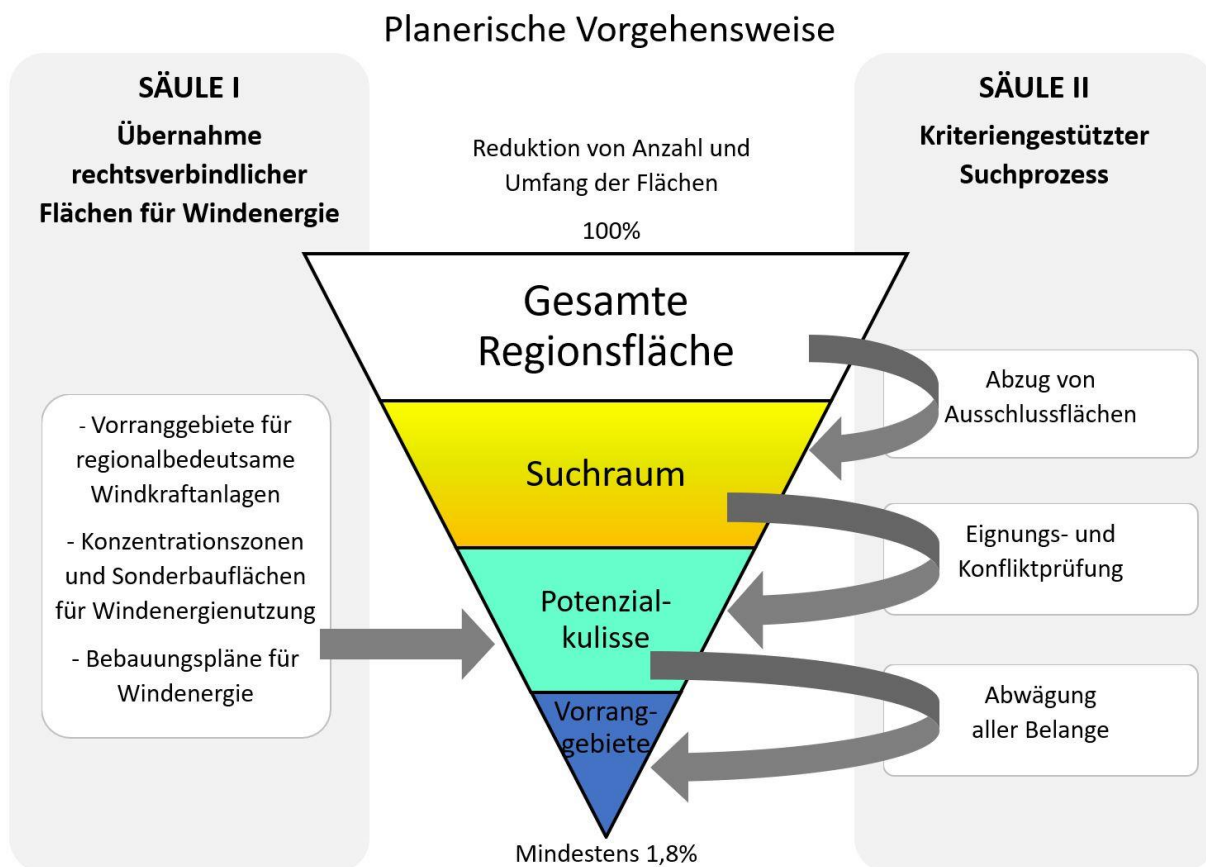 Planerische Vorgehensweise
SÄULE I
Übernahme
rechtsverbindlicher
Flächen für Windenergie
- Vorranggebiete für
regionalbedeutsame
Windkraftanlagen
- Konzentrationszonen
und Sonderbauflächen
für Windenergienutzung
- Bebauungspläne für
Windenergie
Reduktion von Anzahl und
Umfang der Flächen
100%
Gesamte
Regionsfläche
Suchraum
Potenzial-
kulisse
Vorrang-
gebiete
Mindestens 1,8%
SÄULE II
Kriteriengestützter
Suchprozess
Abzug von
Ausschlussflächen
Eignungs- und
Konfliktprüfung
Abwägung
aller Belange